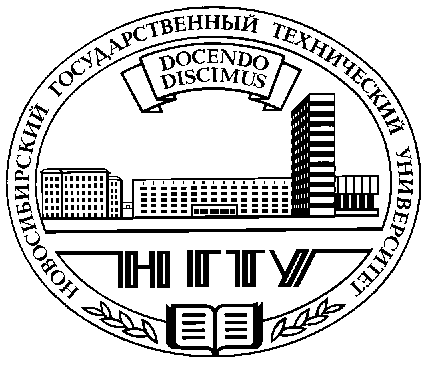 НОВОСИБИРСКИЙ ГОСУДАРСТВЕННЫЙ ТЕХНИЧЕСКИЙ УНИВЕРСИТЕТ
DOCENDO
DISCIMUS
НГТУ